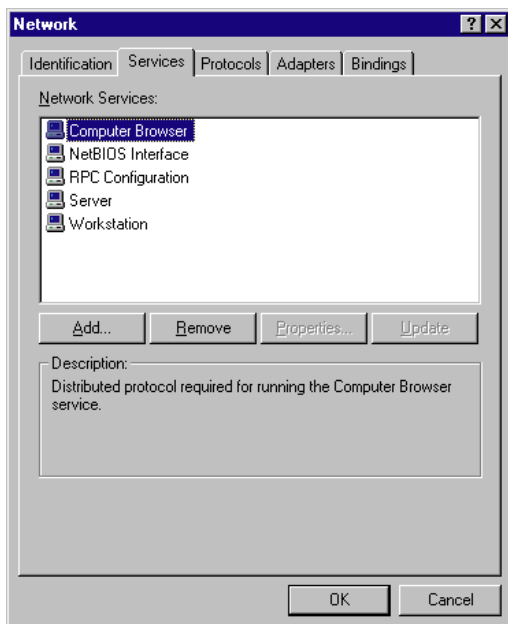 Network
Identification Services Protocols Adapters Bindings
Network Services:
Computer Browser
NetBIOS Interface
RPC Configuration
Server
Workstation
Add... Remove Properties... Update
Description:
Distributed protocol required for running the Computer Browser
service.
OK Cancel